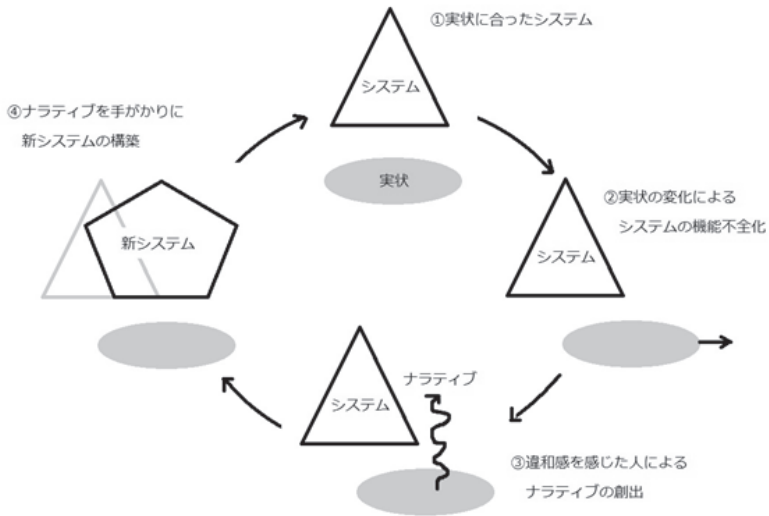 ①実状に合ったシステム
システム
実状
②実状の変化による
システムの機能不全化
システム
③違和感を感じた人による
ナラティブの創出
ナラティブ
システム
④ナラティブを手がかりに
新システムの構築
新システム